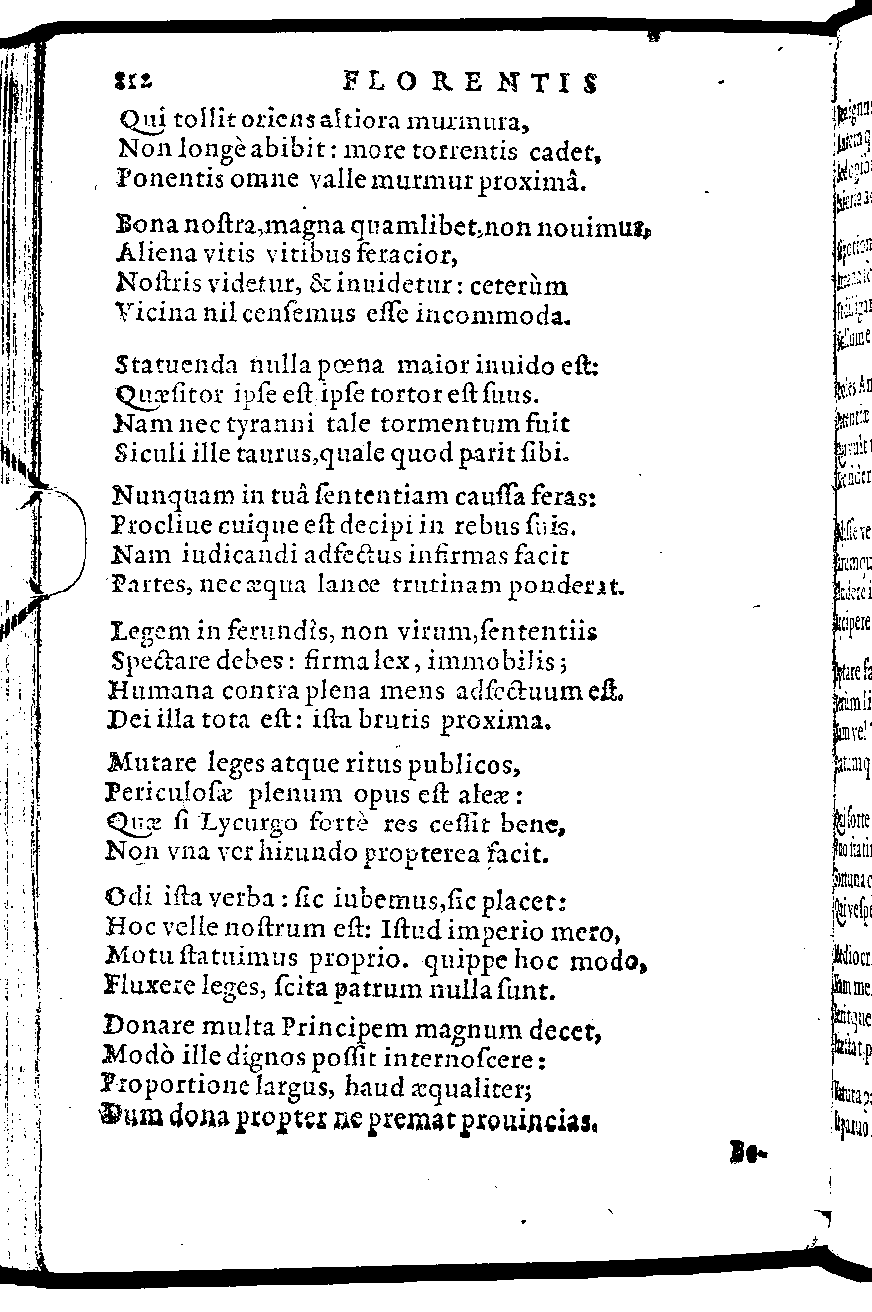 212 FLORENTIS
Qui tollit oriens altiora murmura,
Non longè abibit: more torrentis cadet,
Ponentis omne valle murmur proximâ.
Bona noſtra, magna quamlibet, non nouimus,
Aliena vitis vitibus feracior,
Noſtris videtur, & inuidetur: ceterùm
Vicina nil cenſemus eſſe incommoda.
Statuenda nulla pœna maior inuido eſt:
Quæſitor ipſe eſt ipſe tortor eſt ſuus.
Nam nec tyranni tale tormentum fuit
Siculi ille taurus, quale quod parit ſibi.
Nunquam in tuâ ſententiam cauſſa feras:
Procliue cuique eſt decipi in rebus ſuis.
Nam iudicandi adfectus infirmas facit
Partes, nec æqua lance trutinam ponderat.
Legem in ferundîs, non virum, ſententiis
Spectare debes: firma lex, immobilis;
Humana contra plena mens adfectuum eſt.
Dei illa tota eſt: iſta brutis proxima.
Mutare leges atque ritus publicos,
Periculoſæ plenum opus eſt aleæ:
Quæ ſi Lycurgo fortè res ceſſit bene,
Non vna ver hirundo propterea facit.
Odi iſta verba: ſic iubemus, ſic placet:
Hoc velle noſtrum eſt: Iſtud imperio mero,
Motu ſtatuimus proprio. quippe hoc modo,
Fluxere leges, ſcita patrum nulla ſunt.
Donare multa Principem magnum decet,
Modò ille dignos poſſit internoſcere:
Proportione largus, haud æqualiter;
Dum dona propter ne premat prouincias.
Be-